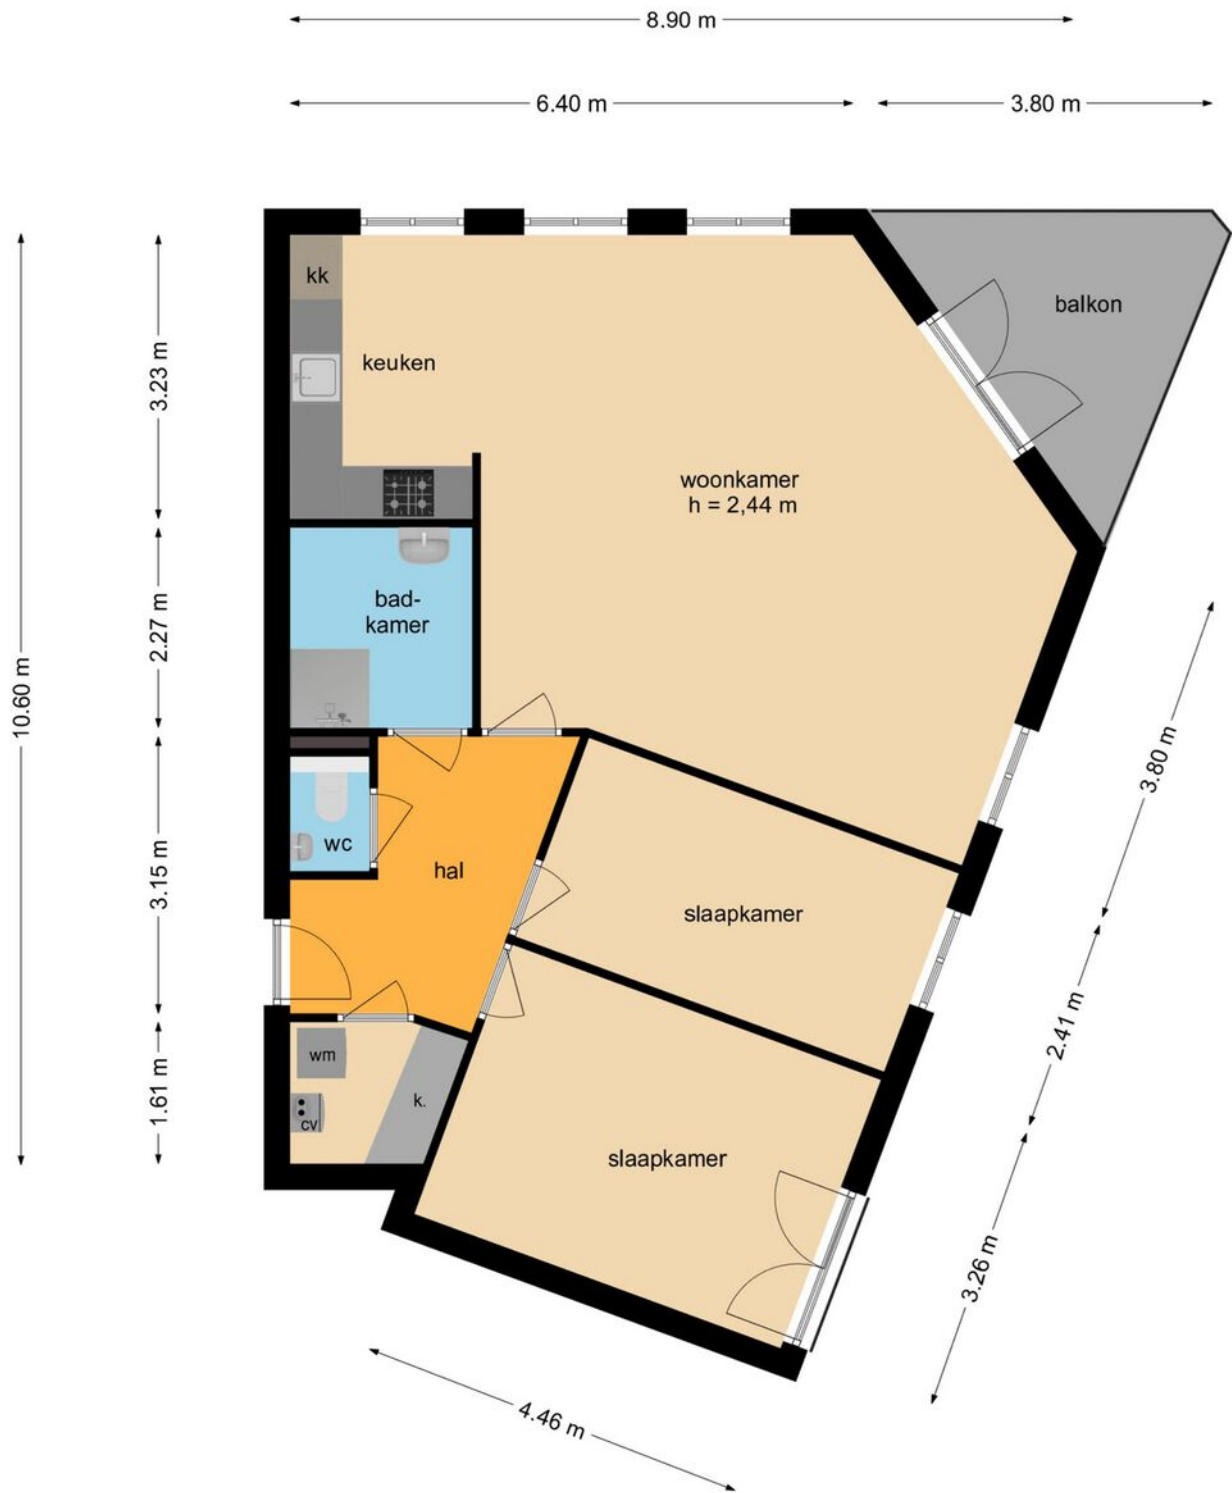 8.90 m
6.40 m
3.80 m
kk
keuken
balkon
woonkamer
h = 2,44 m
3.23 m
bad-
kamer
2.27 m
10.60 m
3.80 m
wc
hal
3.15 m
slaapkamer
2.41 m
wm
k.
cv
1.61 m
slaapkamer
3.26 m
4.46 m